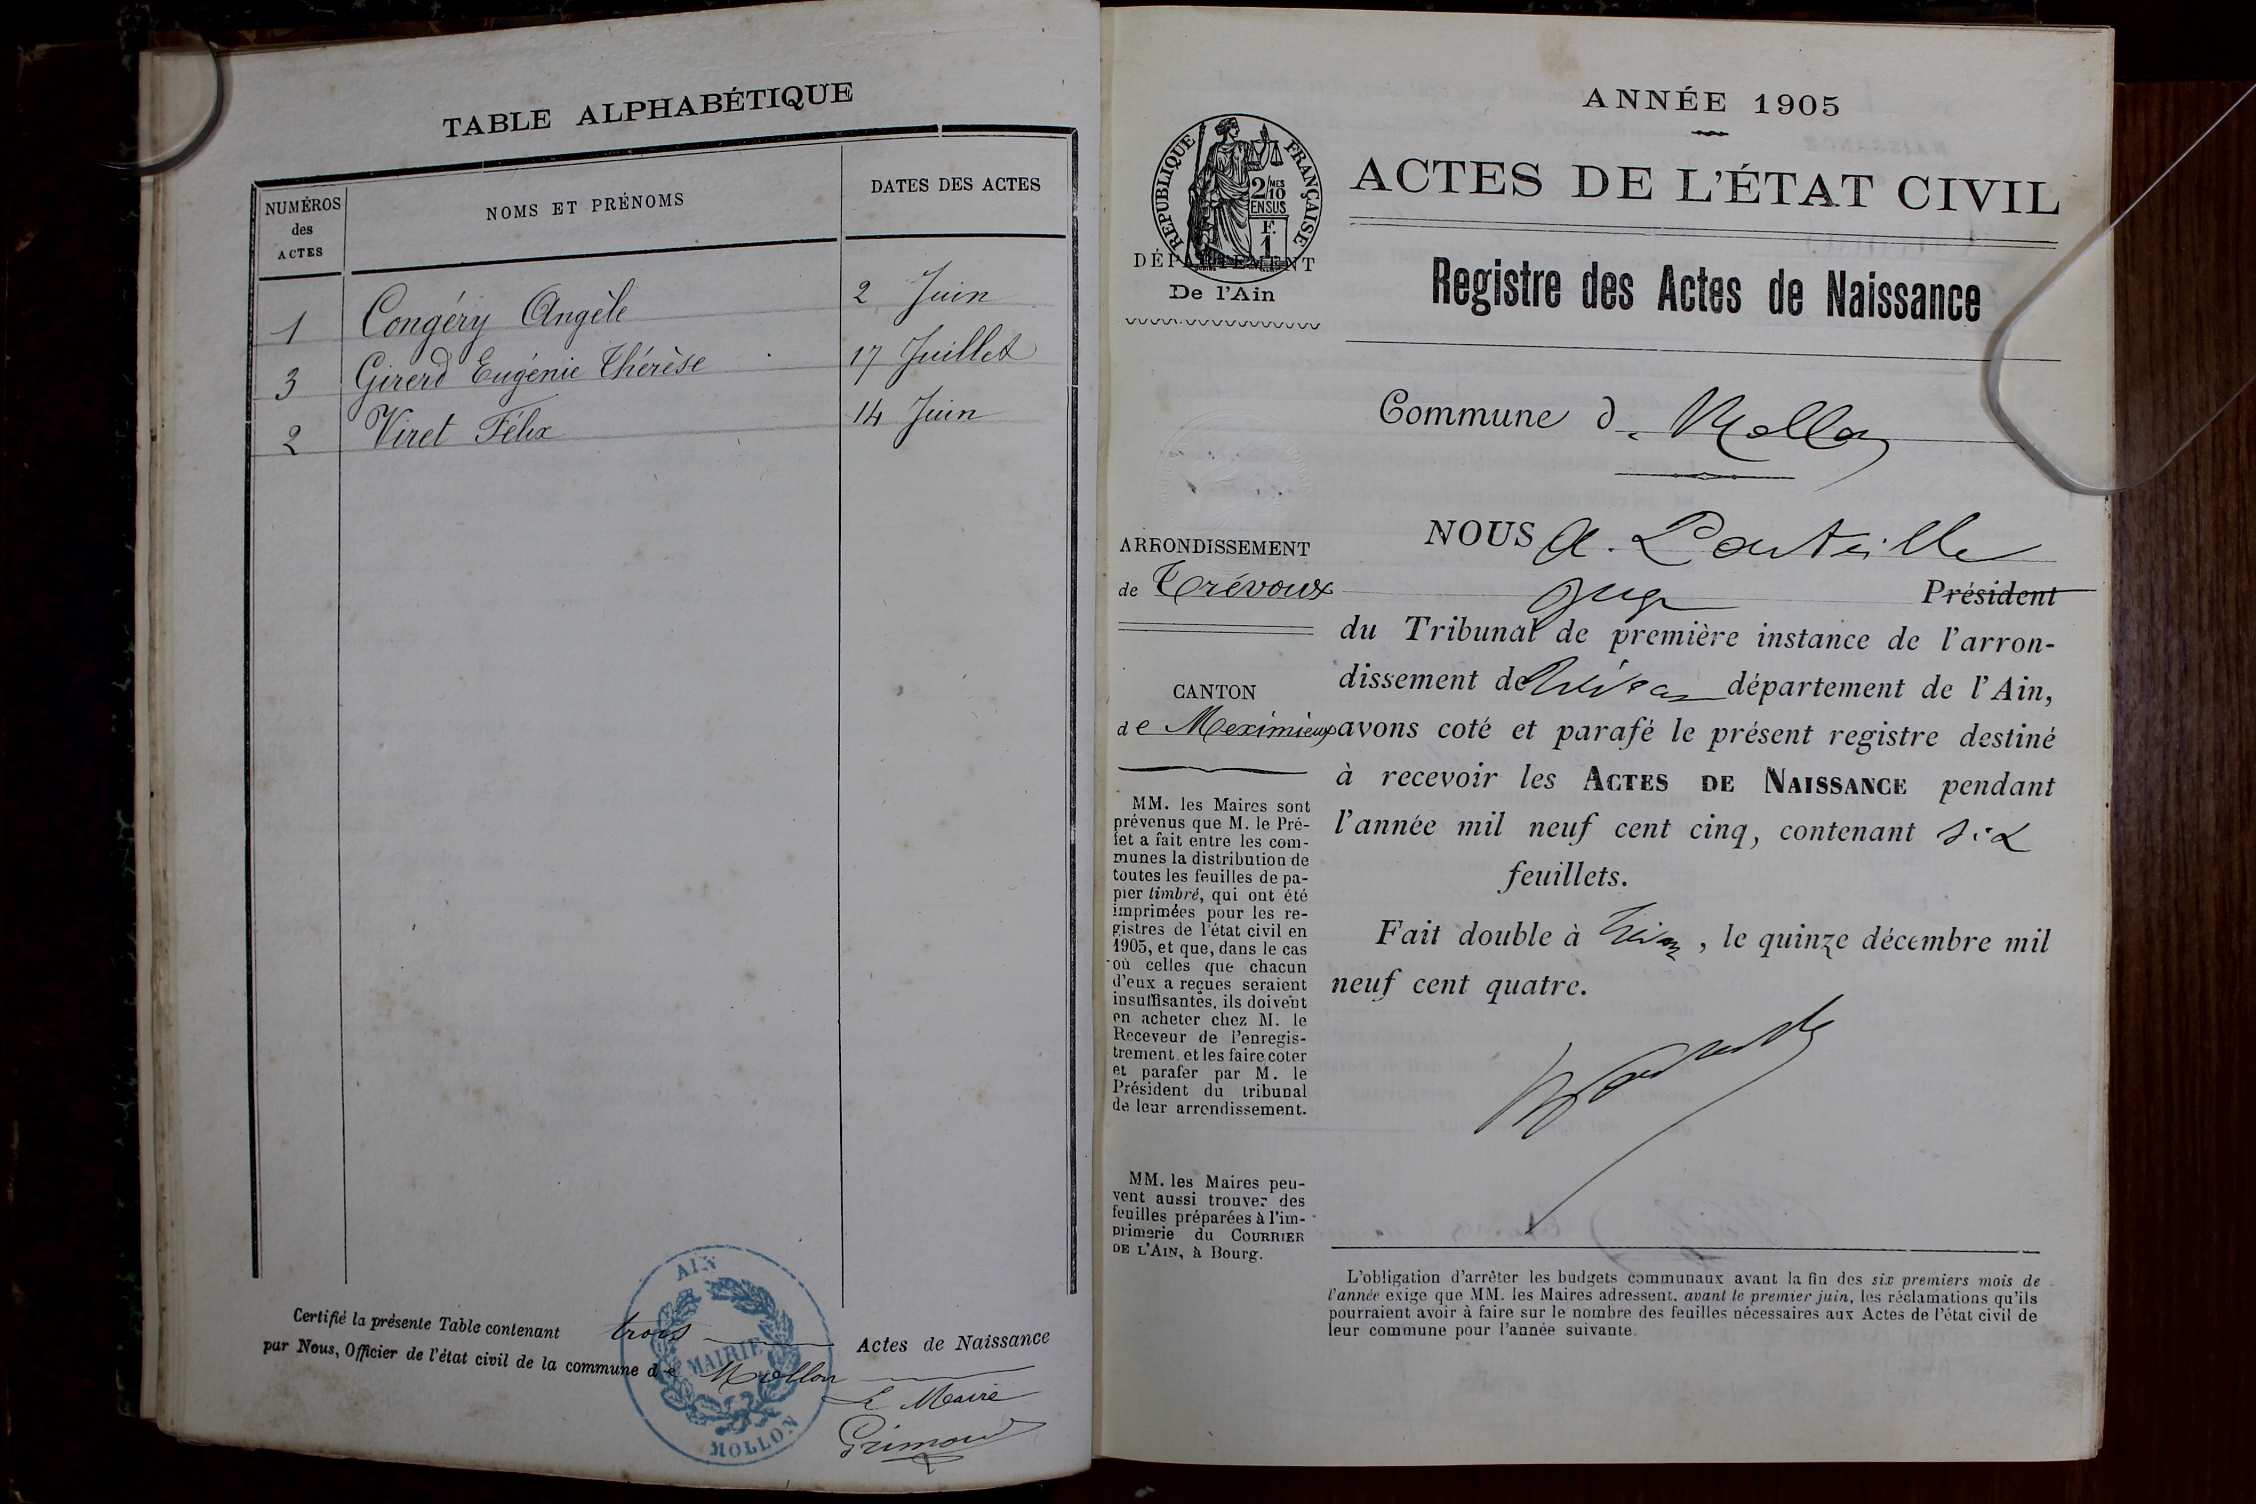 TABLE ALPHABÉTIQUE
NUMÉROS
des
ACTES
NOMS ET PRÉNOMS
DATES DES ACTES
1 Congéry Angèle 2 Juin
3 Girerd Eugénie Thérèse 17 Juillet
2 Viret Félix 14 Juin
Certifié la présente Table contenant trois Actes de Naissance
par Nous, Officier de l'état civil de la commune de Mollon
Le Maire
Grimond
AIN
MAIRIE
MOLLON
ANNÉE 1905
ACTES DE L'ÉTAT CIVIL
Registre des Actes de Naissance
RÉPUBLIQUE FRANÇAISE
2/10 MES
EN SUS
F.
1
DÉPARTEMENT
De l'Ain
Commune d Mollon
ARRONDISSEMENT
de Trévoux
CANTON
de Meximieux
MM. les Maires sont
prévenus que M. le Pré-
fet a fait entre les com-
munes la distribution de
toutes les feuilles de pa-
pier timbré, qui ont été
imprimées pour les re-
gistres de l'état civil en
1905, et que, dans le cas
où celles que chacun
d'eux a reçues seraient
insuffisantes, ils doivent
en acheter chez M. le
Receveur de l'enregis-
trement. et les faire coter
et parafer par M. le
Président du tribunal
de leur arrondissement.
MM. les Maires peu-
vent aussi trouver des
feuilles préparées à l'im-
primerie du COURRIER
DE L'AIN, à Bourg.
NOUS A.
Juge Président
du Tribunal de première instance de l'arron-
dissement de Trévoux département de l'Ain,
avons coté et parafé le présent registre destiné
à recevoir les ACTES DE NAISSANCE pendant
l'année mil neuf cent cinq, contenant six
feuillets.
Fait double à Trévoux, le quinze décembre mil
neuf cent quatre.
L'obligation d'arrêter les budgets communaux avant la fin des six premiers mois de
l'année exige que MM. les Maires adressent, avant le premier juin, les réclamations qu'ils
pourraient avoir à faire sur le nombre des feuilles nécessaires aux Actes de l'état civil de
leur commune pour l'année suivante.